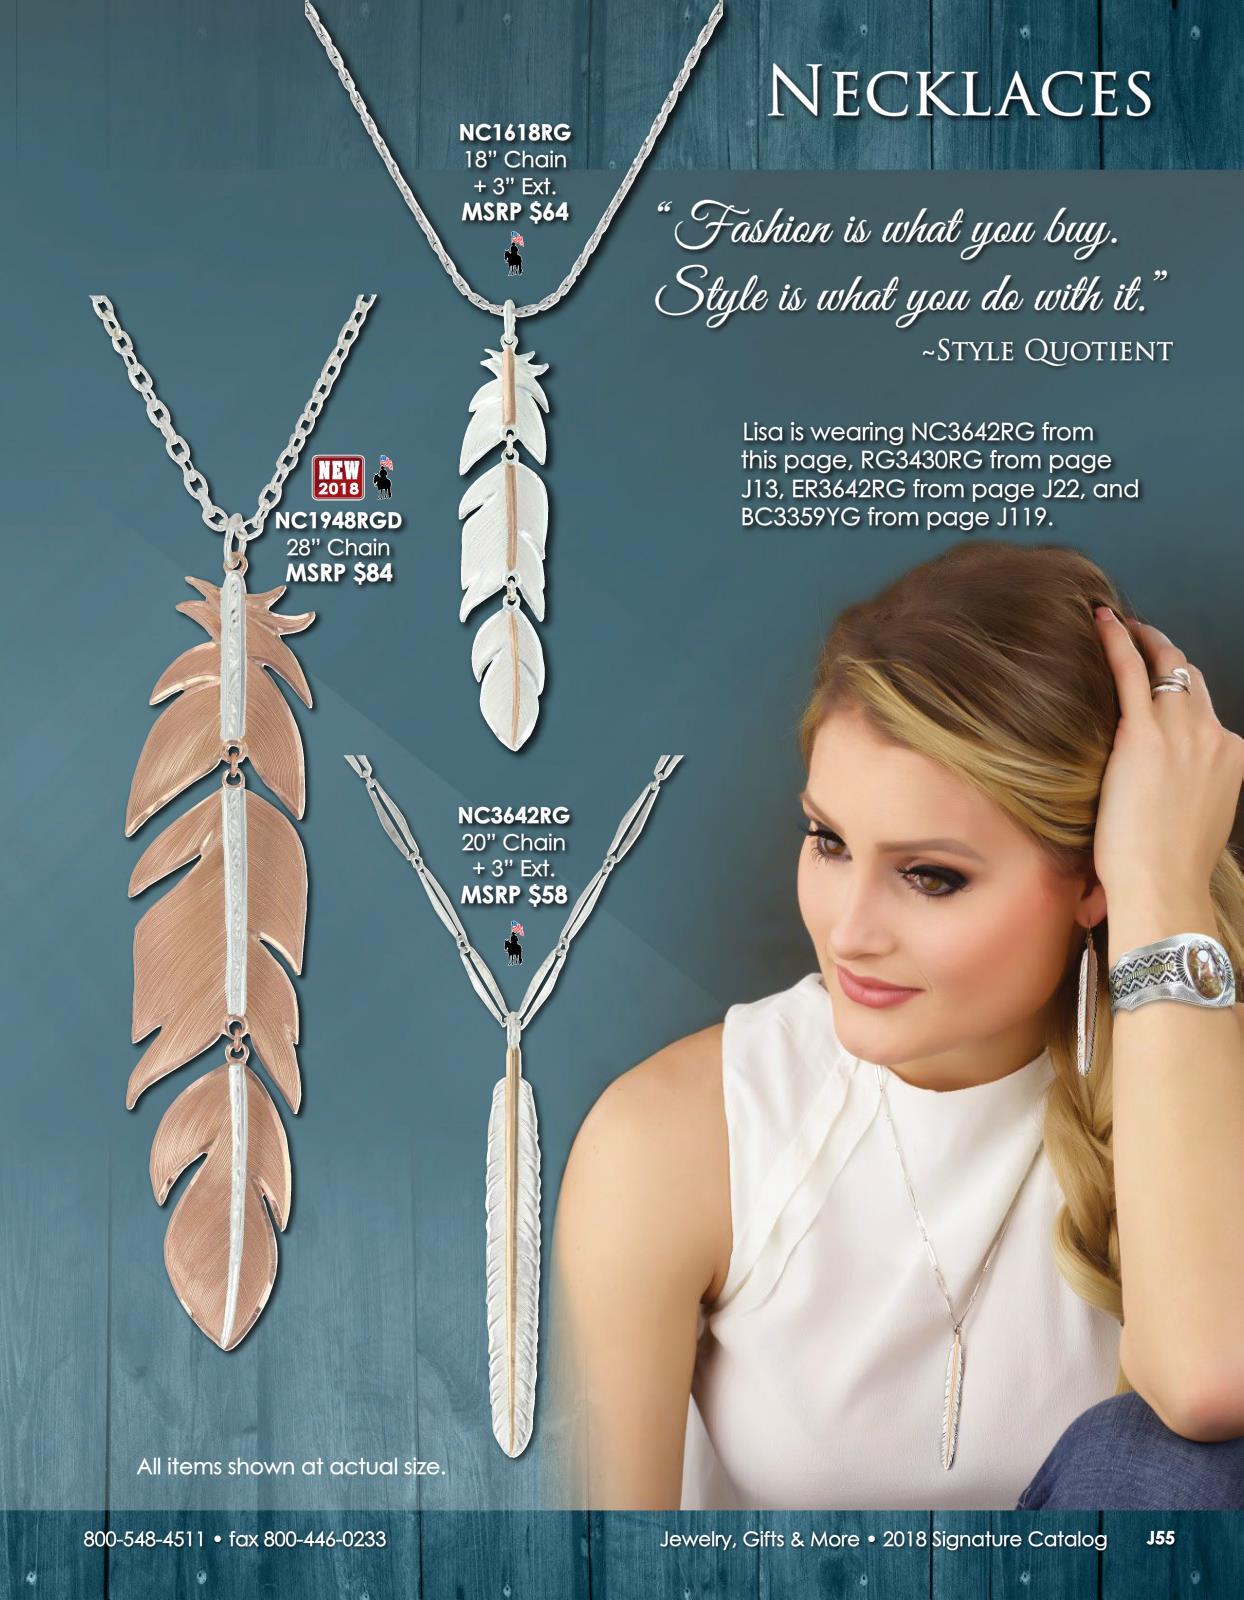 NECKLACES
NC1618RG
18” Chain
+ 3” Ext.
MSRP $64
“Fashion is what you buy.
Style is what you do with it.”
~STYLE QUOTIENT
Lisa is wearing NC3642RG from
this page, RG3430RG from page
J13, ER3642RG from page J22, and
BC3359YG from page J119.
NEW
2018
NC1948RGD
28” Chain
MSRP $84
NC3642RG
20” Chain
+ 3” Ext.
MSRP $58
All items shown at actual size.
800-548-4511 • fax 800-446-0233
Jewelry, Gifts & More • 2018 Signature Catalog J55